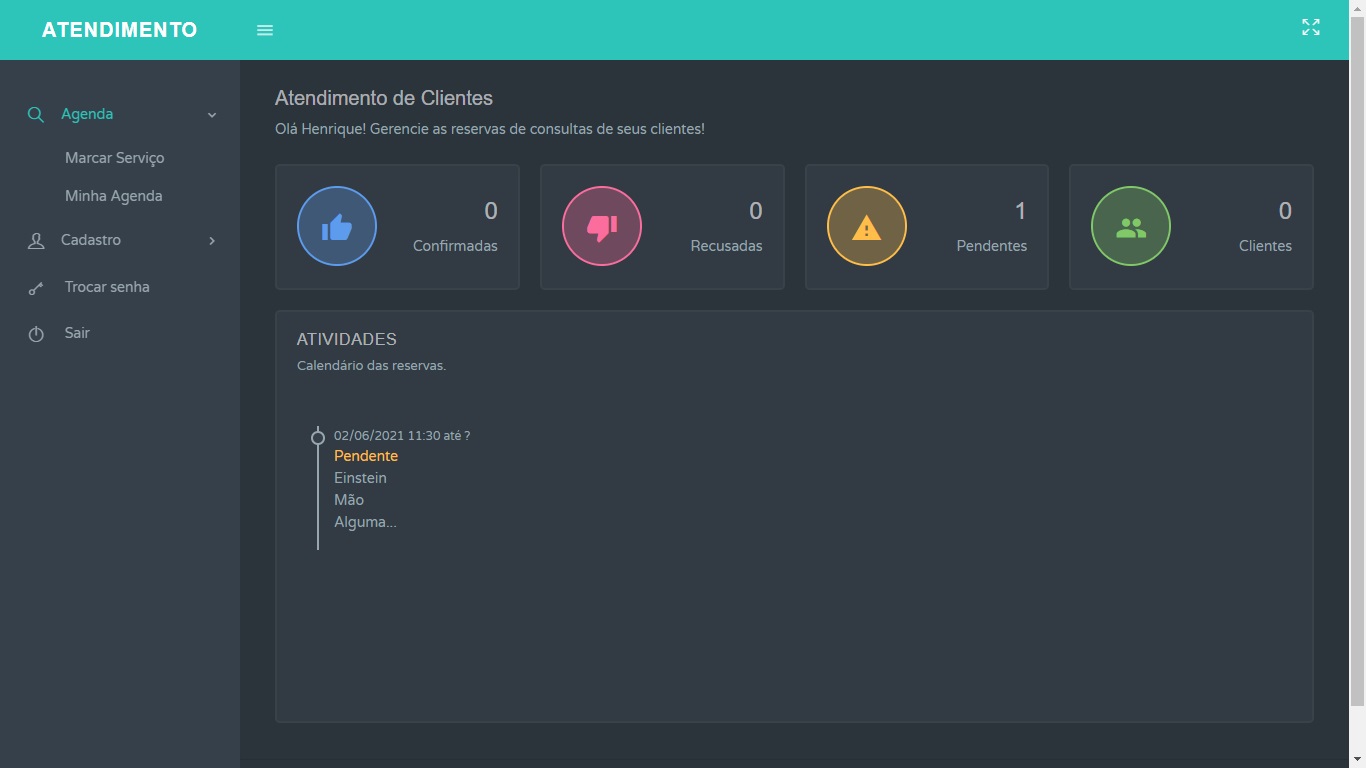 ATENDIMENTO
Agenda
Marcar Serviço
Minha Agenda
Cadastro
Trocar senha
Sair
Atendimento de Clientes
Olá Henrique! Gerencie as reservas de consultas de seus clientes!
0
Confirmadas
0
Recusadas
1
Pendentes
0
Clientes
ATIVIDADES
Calendário das reservas.
02/06/2021 11:30 até ?
Pendente
Einstein
Mão
Alguma...